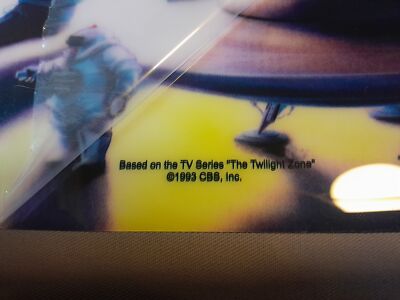 Based on the TV Series "The Twilight Zone"
©1993 CBS, Inc.